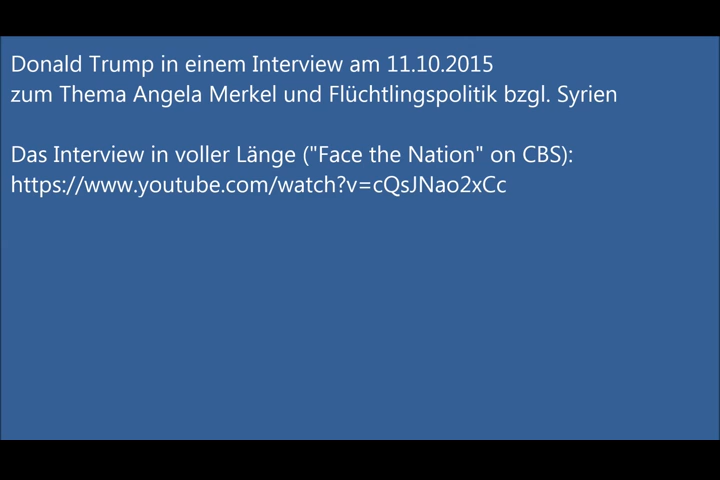 Donald Trump in einem Interview am 11.10.2015
zum Thema Angela Merkel und Flüchtlingspolitik bzgl. Syrien
Das Interview in voller Länge ("Face the Nation" on CBS):
https://www.youtube.com/watch?v=cQsJNao2xCc